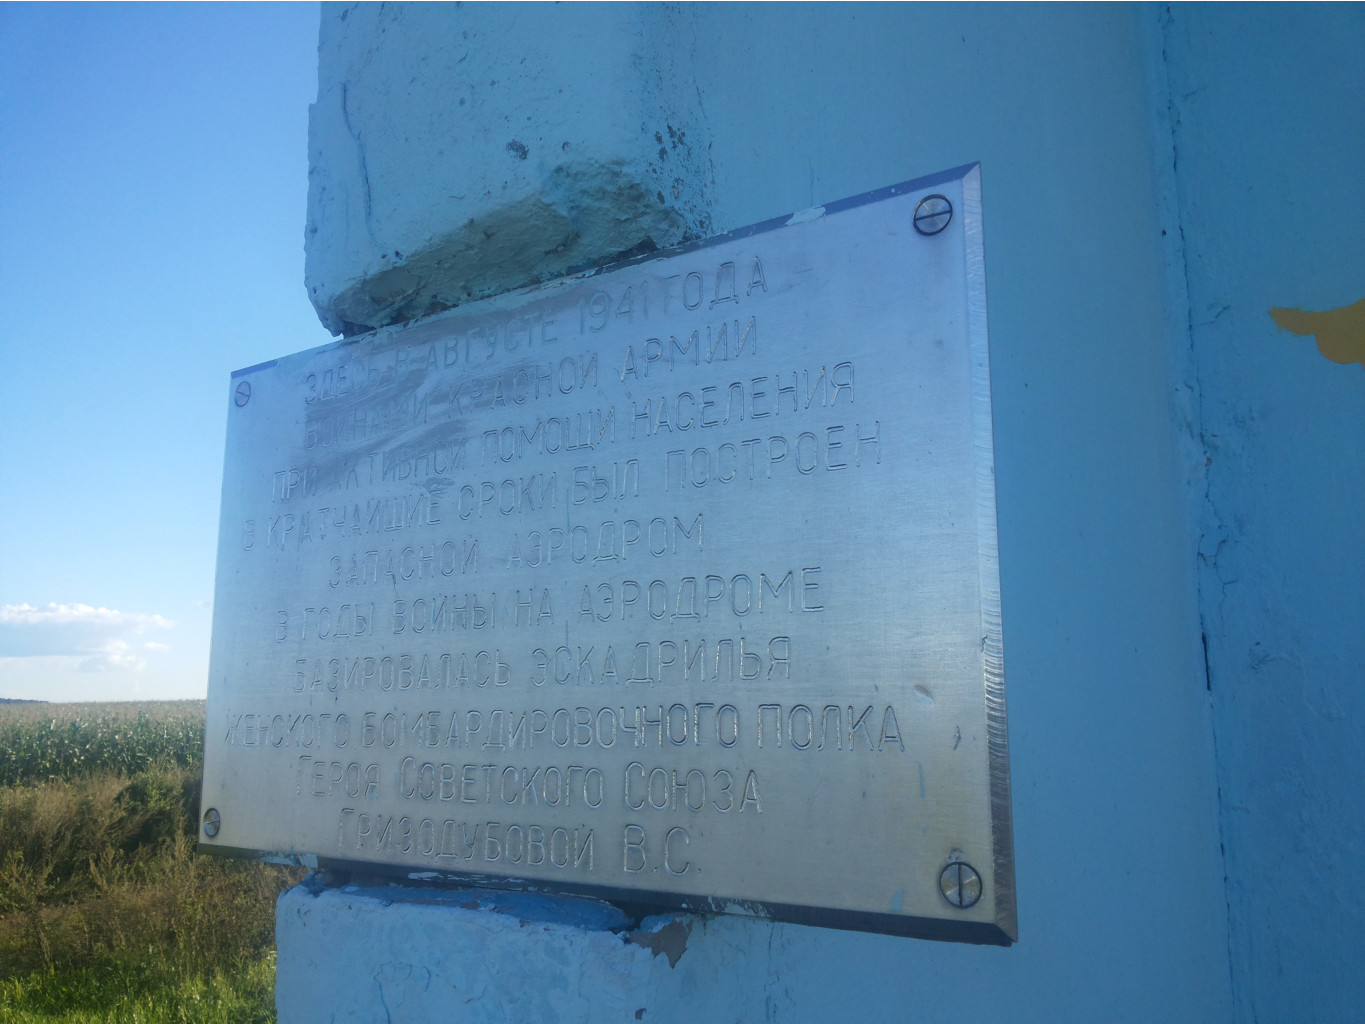 ЗДЕСЬ В АВГУСТЕ 1941 ГОДА
ВОИНАМИ КРАСНОЙ АРМИИ
ПРИ АКТИВНОЙ ПОМОЩИ НАСЕЛЕНИЯ
В КРАТЧАЙШИЕ СРОКИ БЫЛ ПОСТРОЕН
ЗАПАСНОЙ АЭРОДРОМ
В ГОДЫ ВОЙНЫ НА АЭРОДРОМЕ
БАЗИРОВАЛАСЬ ЭСКАДРИЛЬЯ
ЖЕНСКОГО БОМБАРДИРОВОЧНОГО ПОЛКА
ГЕРОЯ СОВЕТСКОГО СОЮЗА
ГРИЗОДУБОВОЙ В.С.